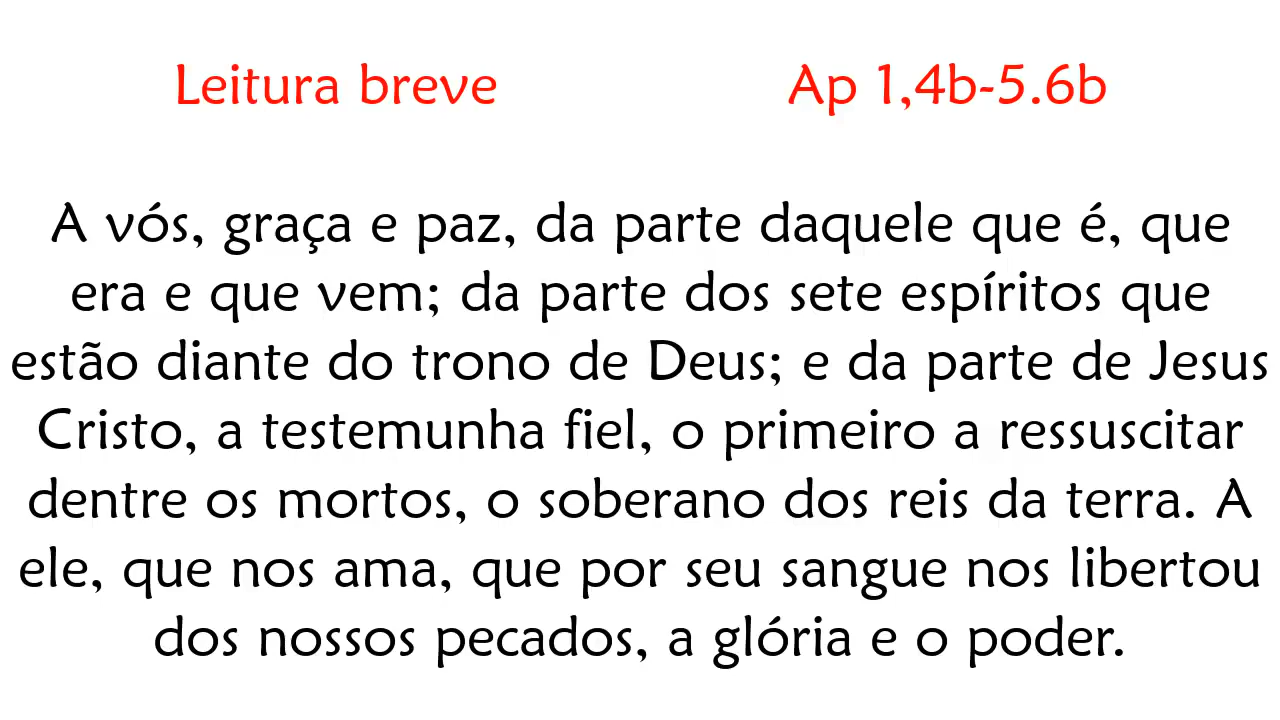 Leitura breve Ap 1,4b-5.6b
A vós, graça e paz, da parte daquele que é, que
era e que vem; da parte dos sete espíritos que
estão diante do trono de Deus; e da parte de Jesus
Cristo, a testemunha fiel, o primeiro a ressuscitar
dentre os mortos, o soberano dos reis da terra. A
ele, que nos ama, que por seu sangue nos libertou
dos nossos pecados, a glória e o poder.